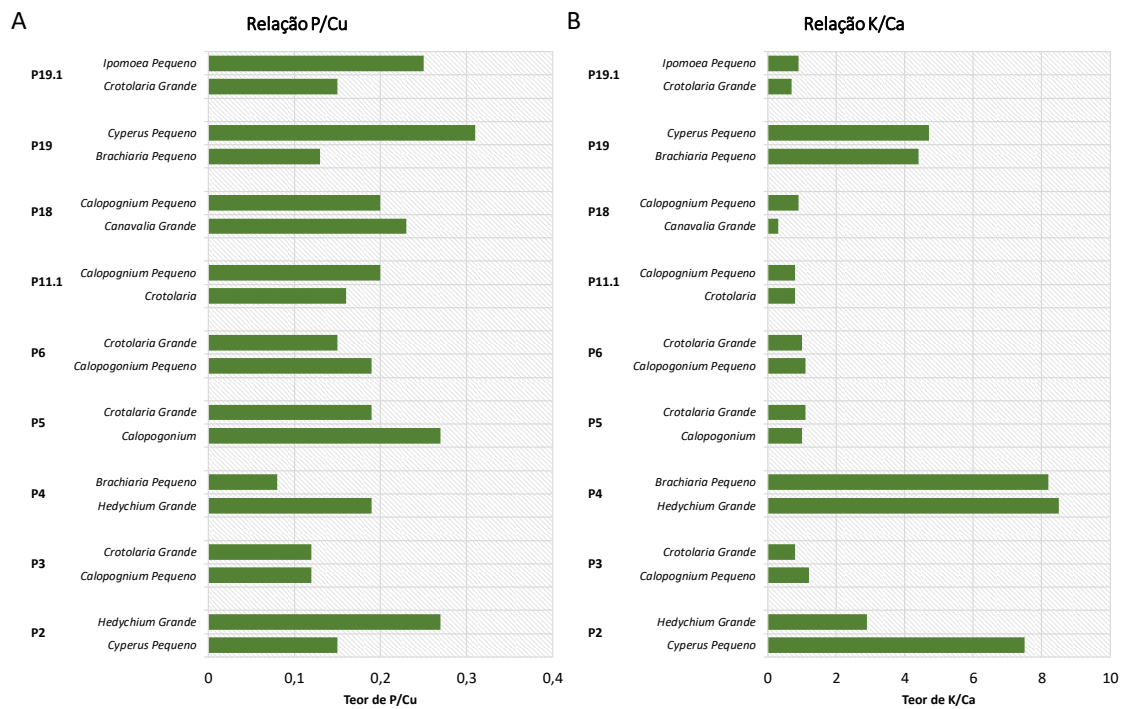 A
Relação P/Cu
P19.1
Ipomoea Pequeno
Crotolaria Grande
P19
Cyperus Pequeno
Brachiaria Pequeno
P18
Calopognium Pequeno
Canavalia Grande
P11.1
Calopognium Pequeno
Crotolaria
P6
Crotolaria Grande
Calopogonium Pequeno
P5
Crotalaria Grande
Calopogonium
P4
Brachiaria Pequeno
Hedychium Grande
P3
Crotolaria Grande
Calopognium Pequeno
P2
Hedychium Grande
Cyperus Pequeno
0 0,1 0,2 0,3 0,4
Teor de P/Cu
B
Relação K/Ca
P19.1
Ipomoea Pequeno
Crotolaria Grande
P19
Cyperus Pequeno
Brachiaria Pequeno
P18
Calopognium Pequeno
Canavalia Grande
P11.1
Calopognium Pequeno
Crotolaria
P6
Crotolaria Grande
Calopogonium Pequeno
P5
Crotalaria Grande
Calopogonium
P4
Brachiaria Pequeno
Hedychium Grande
P3
Crotolaria Grande
Calopognium Pequeno
P2
Hedychium Grande
Cyperus Pequeno
0 2 4 6 8 10
Teor de K/Ca